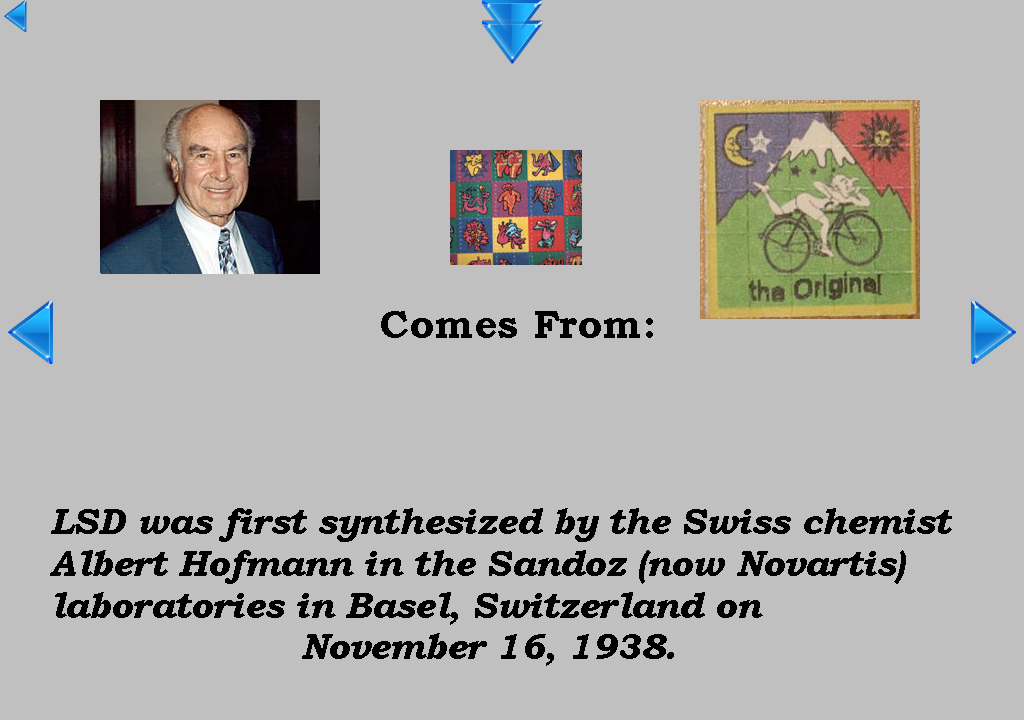 the Original
Comes From:
LSD was first synthesized by the Swiss chemist
Albert Hofmann in the Sandoz (now Novartis)
laboratories in Basel, Switzerland on
November 16, 1938.